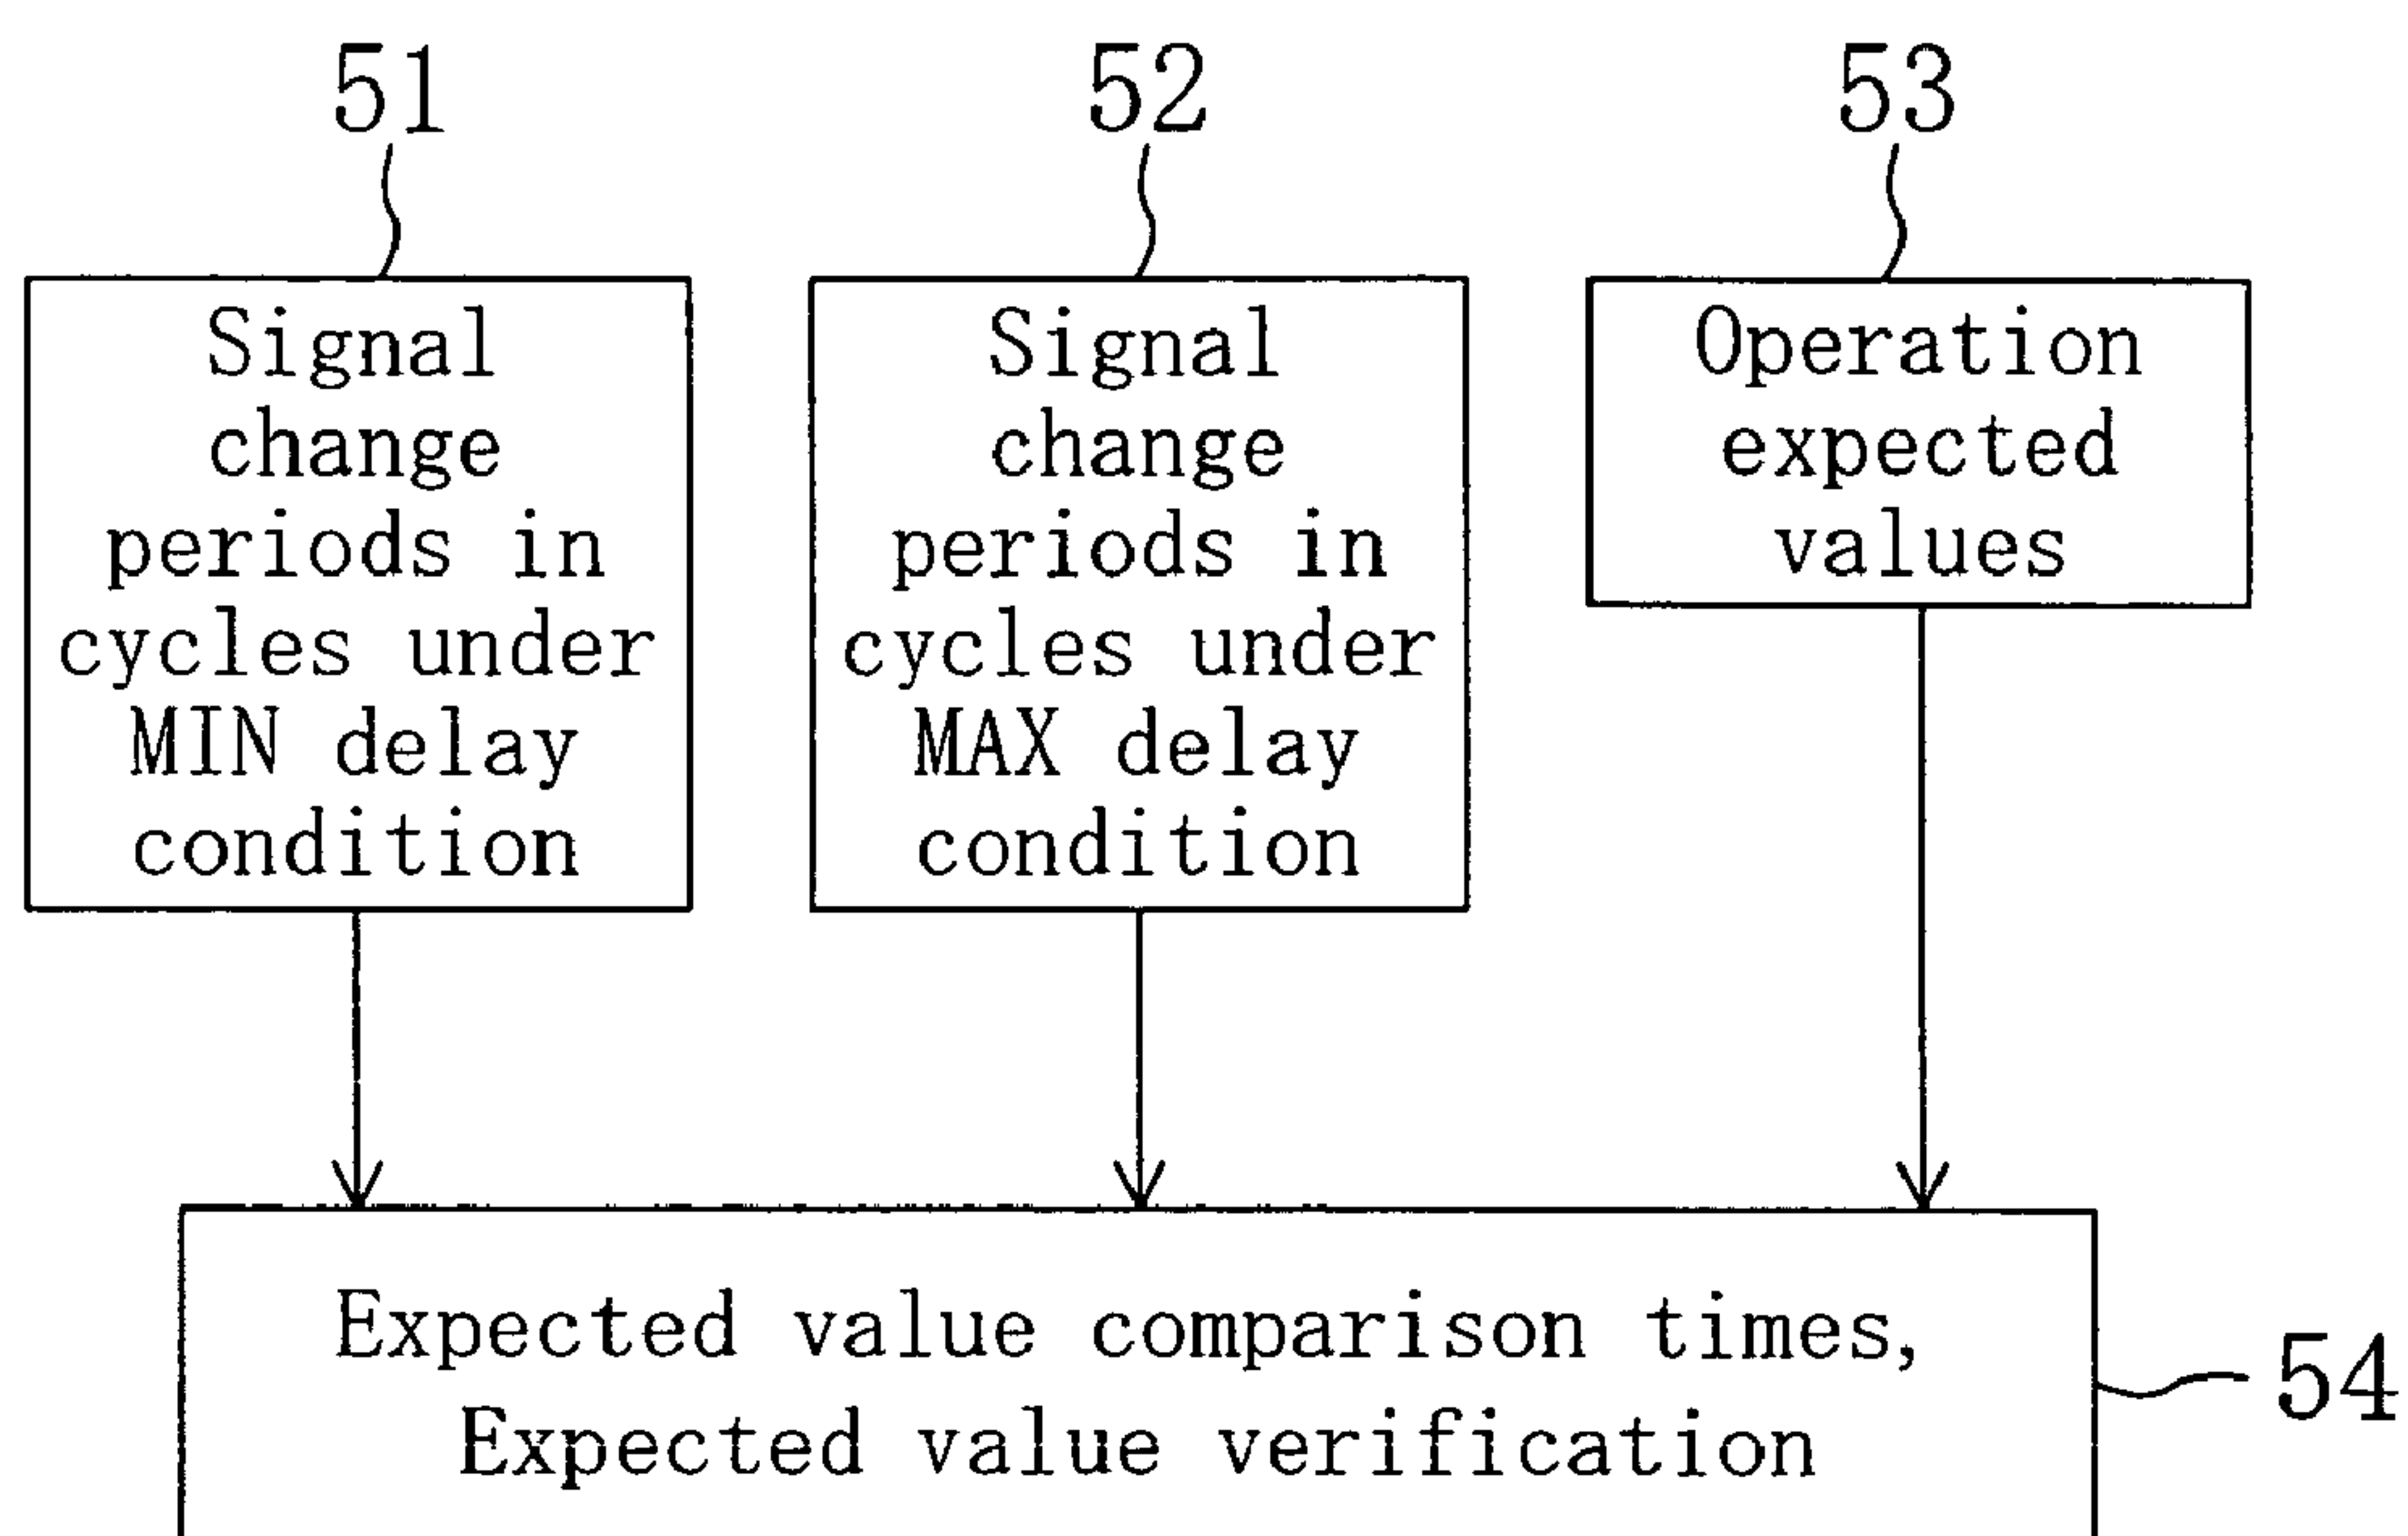 51
52
53
Signal
change
periods in
cycles under
MIN delay
condition
Signal
change
periods in
cycles under
MAX delay
condition
Operation
expected
values
Expected value comparison times,
Expected value verification
54